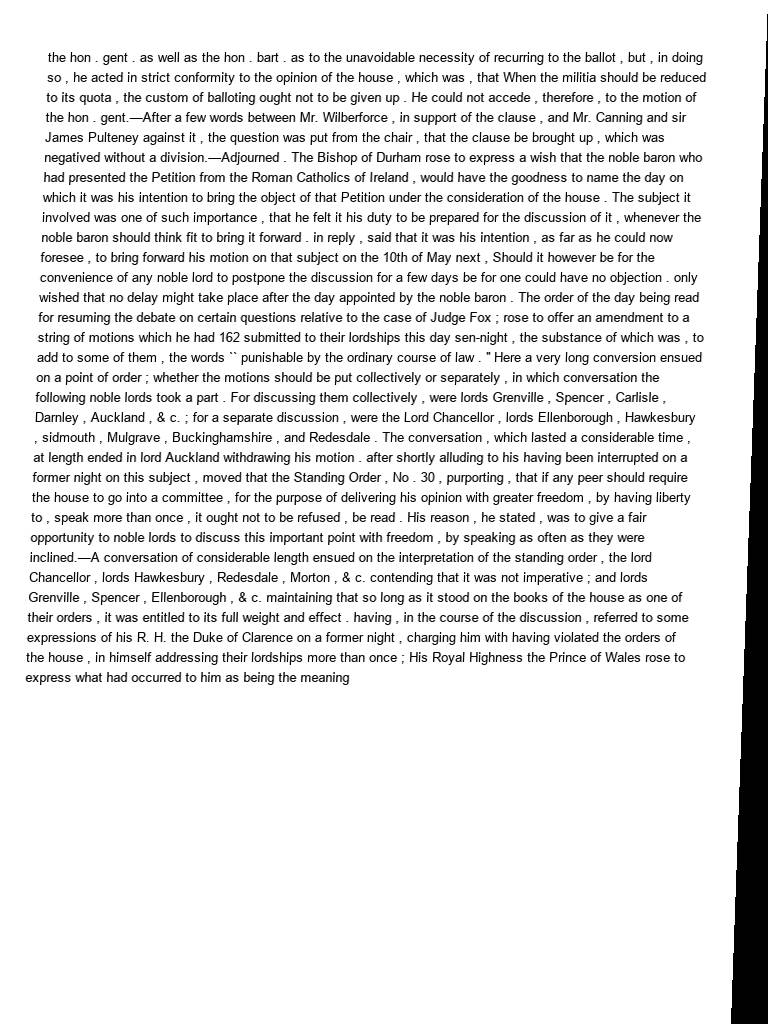 the hon . gent . as well as the hon . bart . as to the unavoidable necessity of recurring to the ballot , but , in doing
so , he acted in strict conformity to the opinion of the house , which was , that When the militia should be reduced
to its quota , the custom of balloting ought not to be given up . He could not accede , therefore , to the motion of
the hon . gent.—After a few words between Mr. Wilberforce , in support of the clause , and Mr. Canning and sir
James Pulteney against it , the question was put from the chair , that the clause be brought up , which was
negatived without a division.—Adjourned . The Bishop of Durham rose to express a wish that the noble baron who
had presented the Petition from the Roman Catholics of Ireland , would have the goodness to name the day on
which it was his intention to bring the object of that Petition under the consideration of the house . The subject it
involved was one of such importance , that he felt it his duty to be prepared for the discussion of it , whenever the
noble baron should think fit to bring it forward . in reply , said that it was his intention , as far as he could now
foresee , to bring forward his motion on that subject on the 10th of May next , Should it however be for the
convenience of any noble lord to postpone the discussion for a few days be for one could have no objection . only
wished that no delay might take place after the day appointed by the noble baron . The order of the day being read
for resuming the debate on certain questions relative to the case of Judge Fox ; rose to offer an amendment to a
string of motions which he had 162 submitted to their lordships this day sen-night , the substance of which was , to
add to some of them , the words `` punishable by the ordinary course of law . " Here a very long conversion ensued
on a point of order ; whether the motions should be put collectively or separately , in which conversation the
following noble lords took a part . For discussing them collectively , were lords Grenville , Spencer , Carlisle ,
Darnley , Auckland , & c. ; for a separate discussion , were the Lord Chancellor , lords Ellenborough , Hawkesbury
, sidmouth , Mulgrave , Buckinghamshire , and Redesdale . The conversation , which lasted a considerable time ,
at length ended in lord Auckland withdrawing his motion . after shortly alluding to his having been interrupted on a
former night on this subject , moved that the Standing Order , No . 30 , purporting , that if any peer should require
the house to go into a committee , for the purpose of delivering his opinion with greater freedom , by having liberty
to , speak more than once , it ought not to be refused , be read . His reason , he stated , was to give a fair
opportunity to noble lords to discuss this important point with freedom , by speaking as often as they were
inclined.—A conversation of considerable length ensued on the interpretation of the standing order , the lord
Chancellor , lords Hawkesbury , Redesdale , Morton , & c. contending that it was not imperative ; and lords
Grenville , Spencer , Ellenborough , & c. maintaining that so long as it stood on the books of the house as one of
their orders , it was entitled to its full weight and effect . having , in the course of the discussion , referred to some
expressions of his R. H. the Duke of Clarence on a former night , charging him with having violated the orders of
the house , in himself addressing their lordships more than once ; His Royal Highness the Prince of Wales rose to
express what had occurred to him as being the meaning